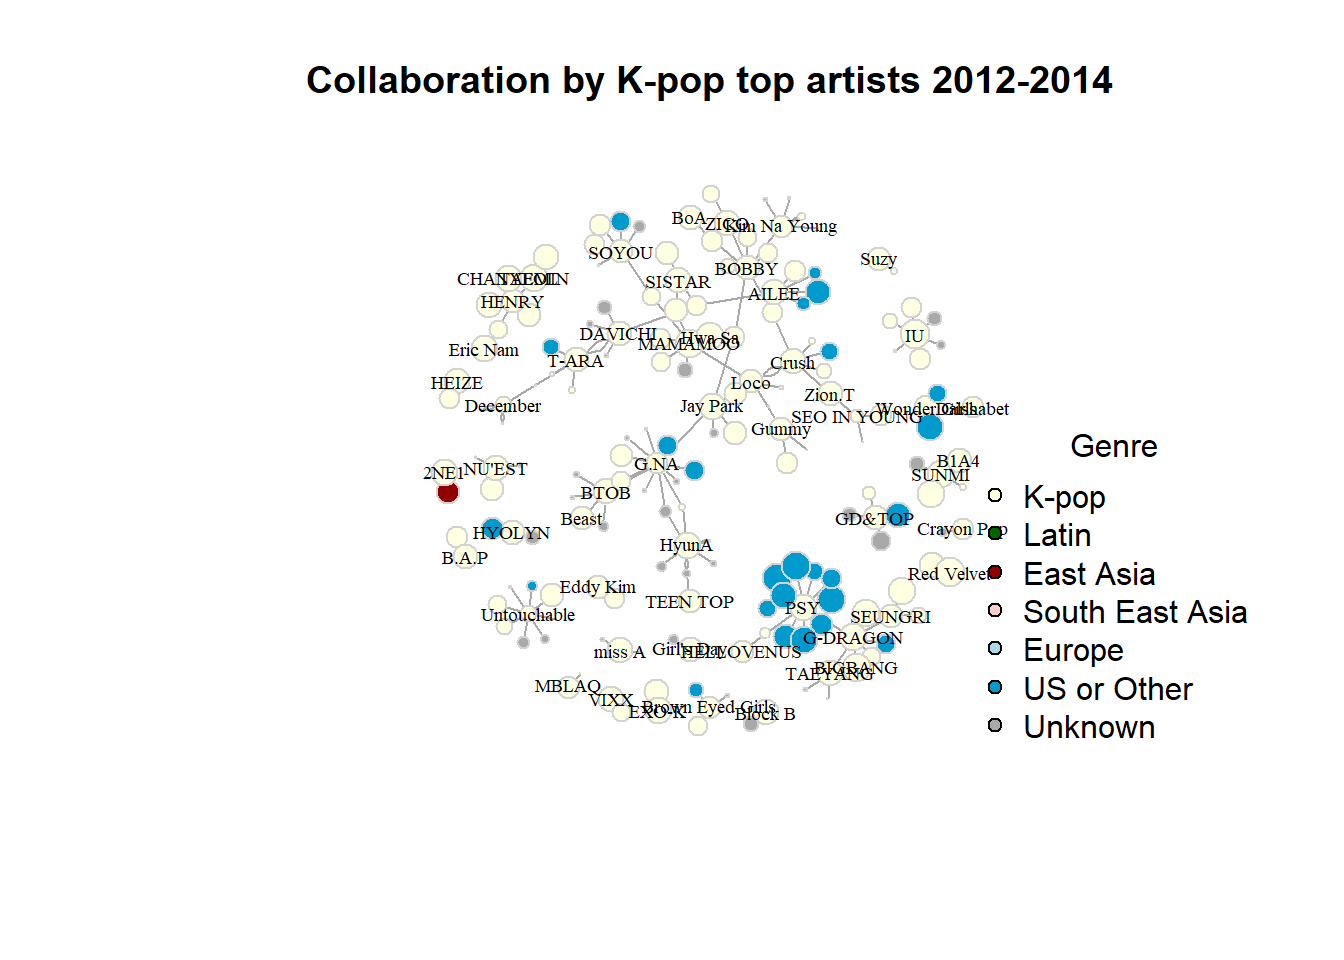 Collaboration by K-pop top artists 2012-2014
BoA
ZICO
Kim Na Young
SOYOU
Suzy
BOBBY
CHANYEOL
TAEMIN
SISTAR
AILEE
HENRY
DAVICHI
Hwa Sa
IU
MAMAMOO
Eric Nam
T-ARA
Crush
HEIZE
Loco
Zion.T
December
Jay Park
Wonder Girls
Dalshabet
SEO IN YOUNG
Gummy
Genre
2NE1
NU'EST
G.NA
B1A4
SUNMI
BTOB
K-pop
Beast
GD&TOP
Crayon Pop
HYOLYN
Latin
HyunA
B.A.P
Red Velvet
East Asia
Eddy Kim
TEEN TOP
PSY
South East Asia
Untouchable
SEUNGRI
G-DRAGON
miss A
Girl's Day
HELLOVENUS
Europe
BIGBANG
TAEYANG
MBLAQ
US or Other
VIXX
EXO-K
Brown Eyed Girls
Block B
Unknown